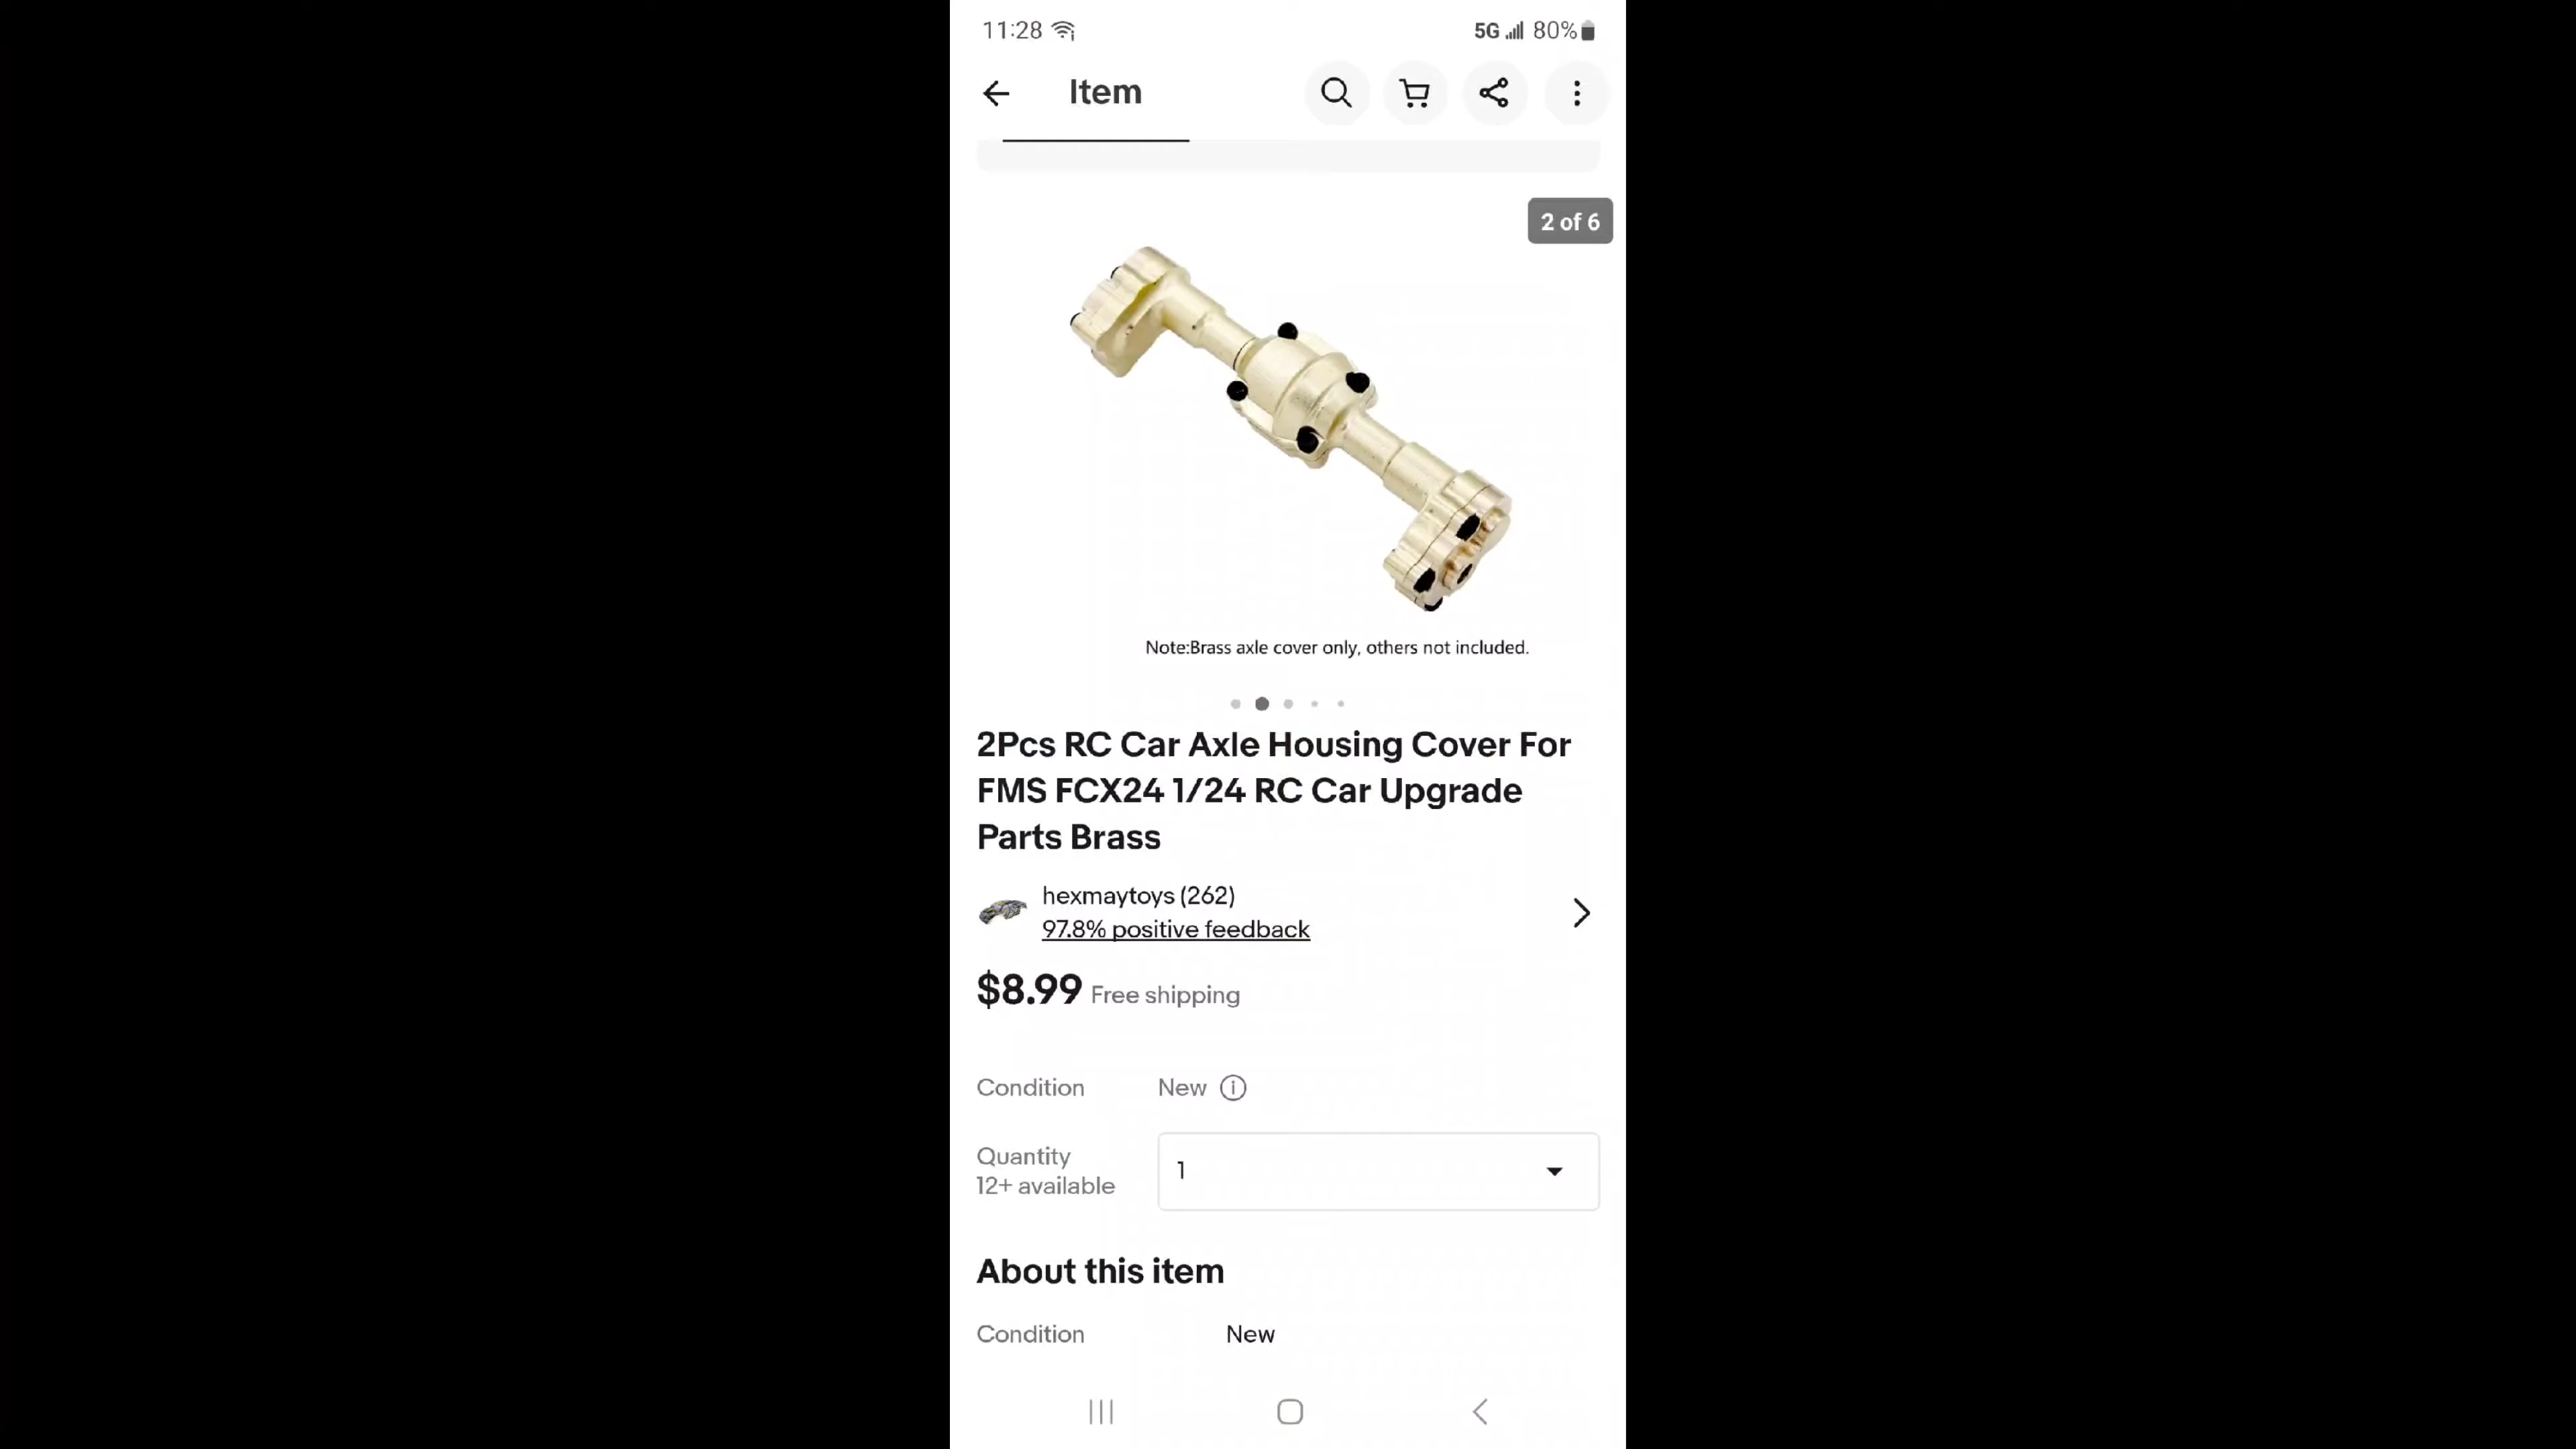 11:28
5G 80%
Item
2 of 6
Note:Brass axle cover only, others not included.
2Pcs RC Car Axle Housing Cover For
FMS FCX24 1/24 RC Car Upgrade
Parts Brass
hexmaytoys (262)
97.8% positive feedback
$8.99 Free shipping
Condition New
Quantity
12+ available
1
About this item
Condition New